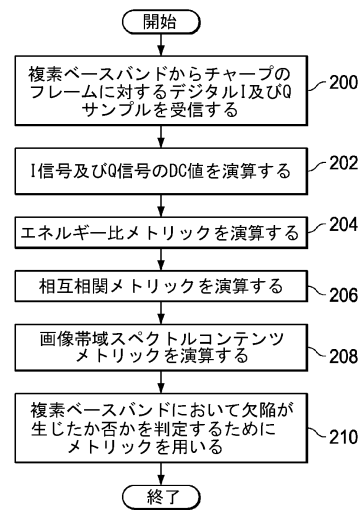 開始
複素ベースバンドからチャープの
フレームに対するデジタルI及びQ
サンプルを受信する
200
I信号及びQ信号のDC値を演算する
202
エネルギー比メトリックを演算する
204
相互相関メトリックを演算する
206
画像帯域スペクトルコンテンツ
メトリックを演算する
208
複素ベースバンドにおいて欠陥が
生じたか否かを判定するために
メトリックを用いる
210
終了